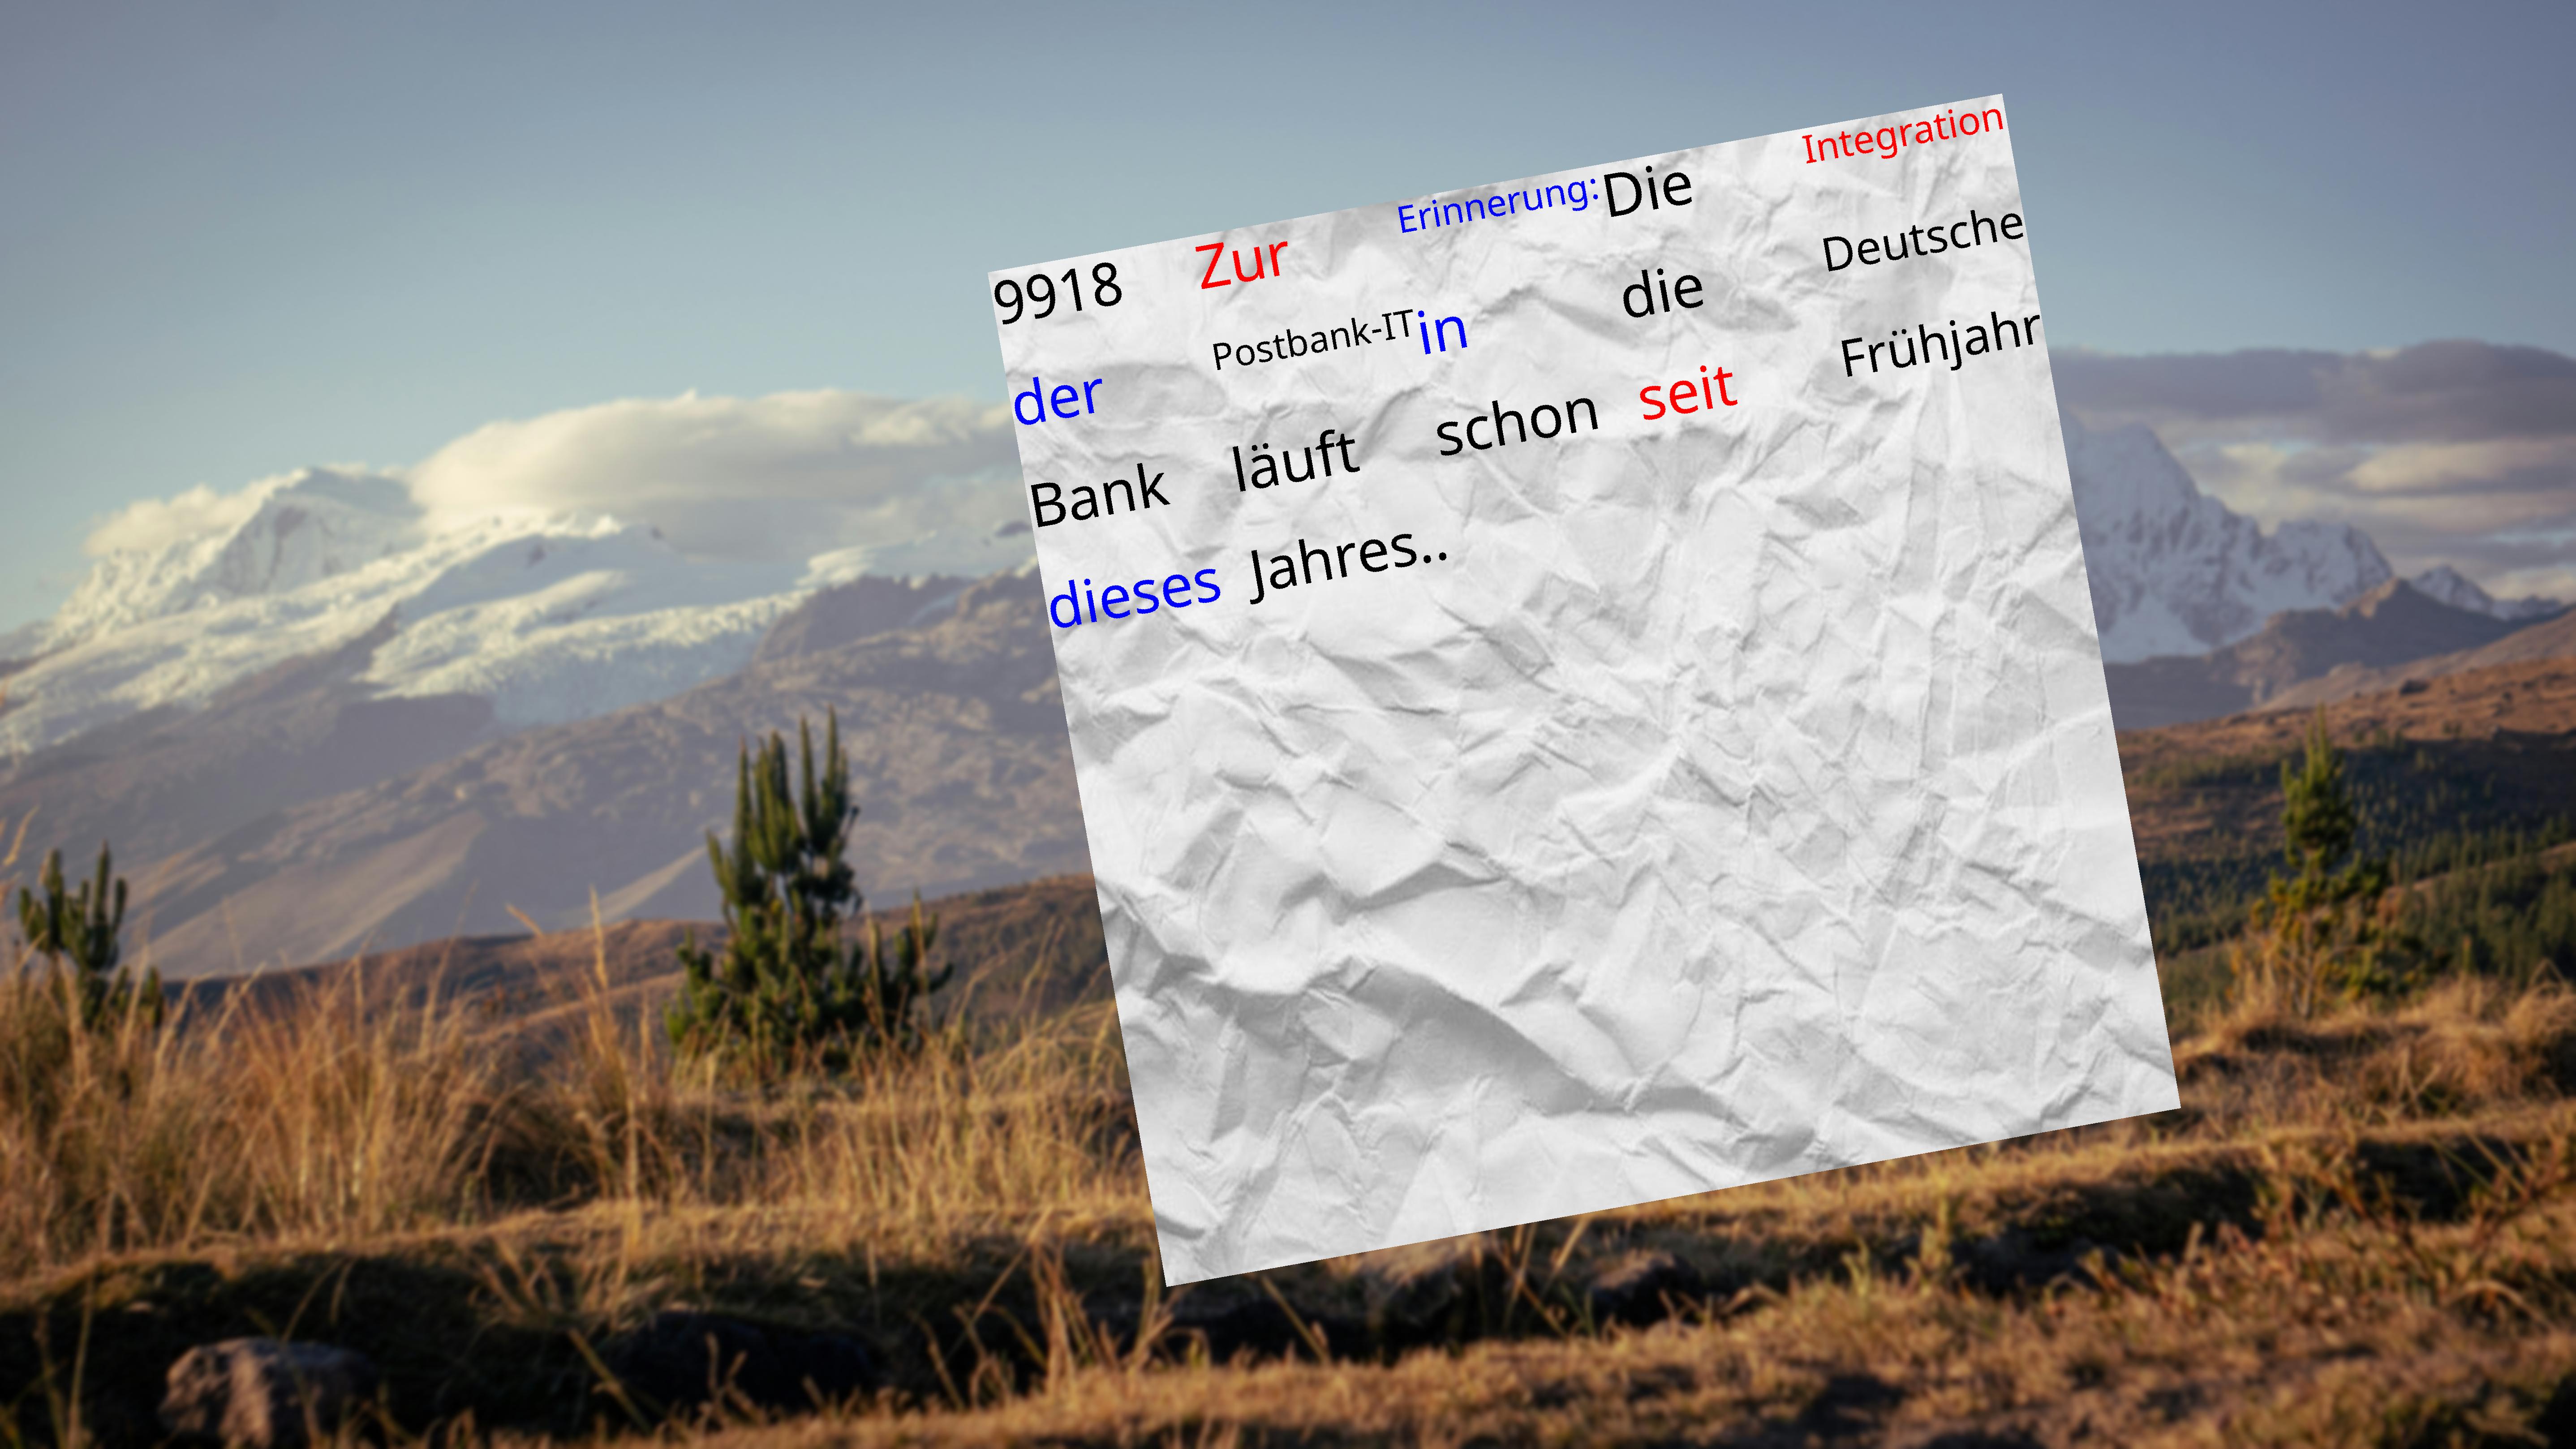 9918 Zur Erinnerung: Die Integration
der Postbank-IT in die Deutsche
Bank läuft schon seit Frühjahr
dieses Jahres..